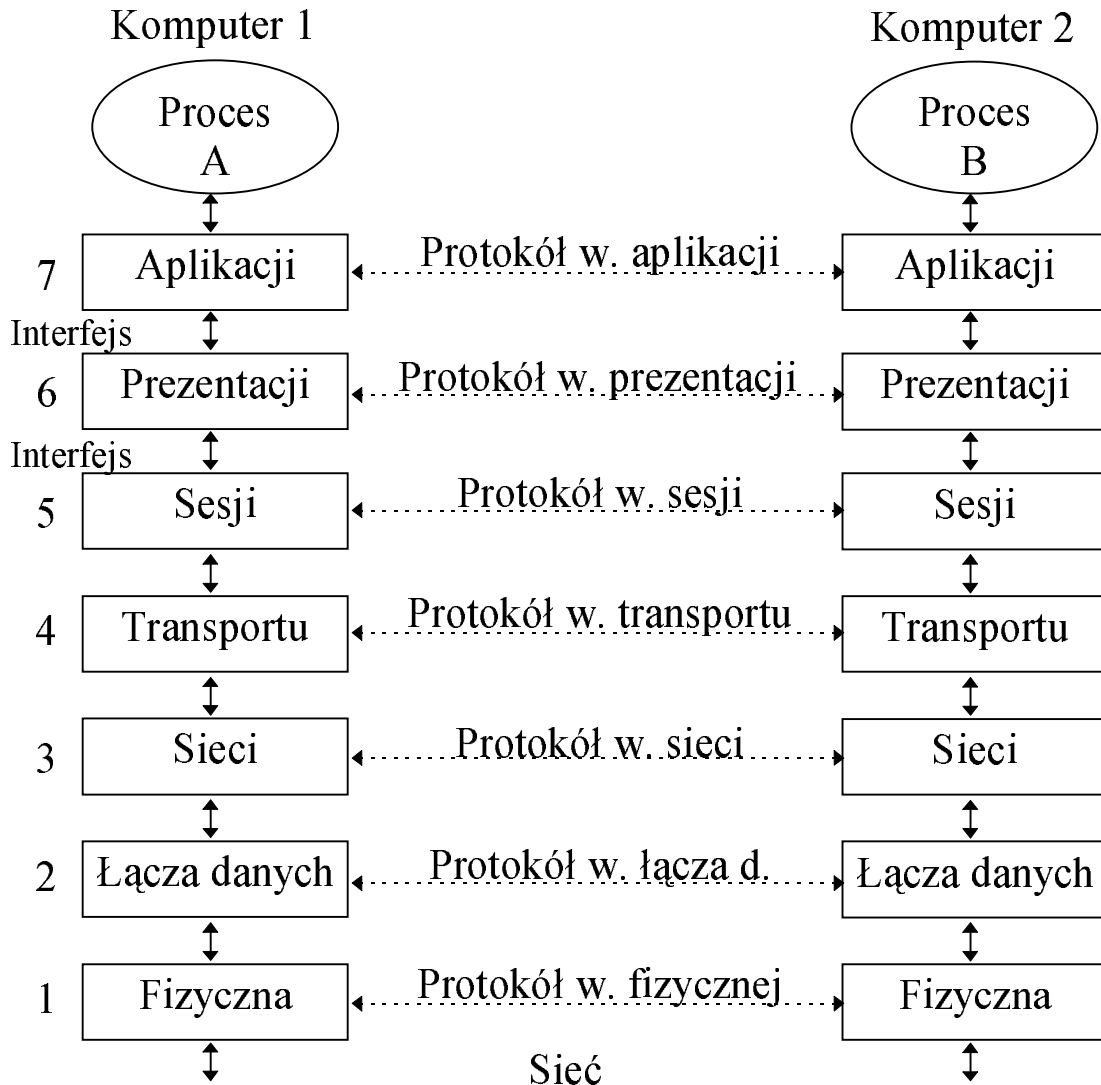 Komputer 1
Komputer 2
Proces
A
Proces
B
7
Aplikacji
Protokół w. aplikacji
Aplikacji
Interfejs
6
Prezentacji
Protokół w. prezentacji
Prezentacji
Interfejs
5
Sesji
Protokół w. sesji
Sesji
4
Transportu
Protokół w. transportu
Transportu
3
Sieci
Protokół w. sieci
Sieci
2
Łącza danych
Protokół w. łącza d.
Łącza danych
1
Fizyczna
Protokół w. fizycznej
Fizyczna
Sieć